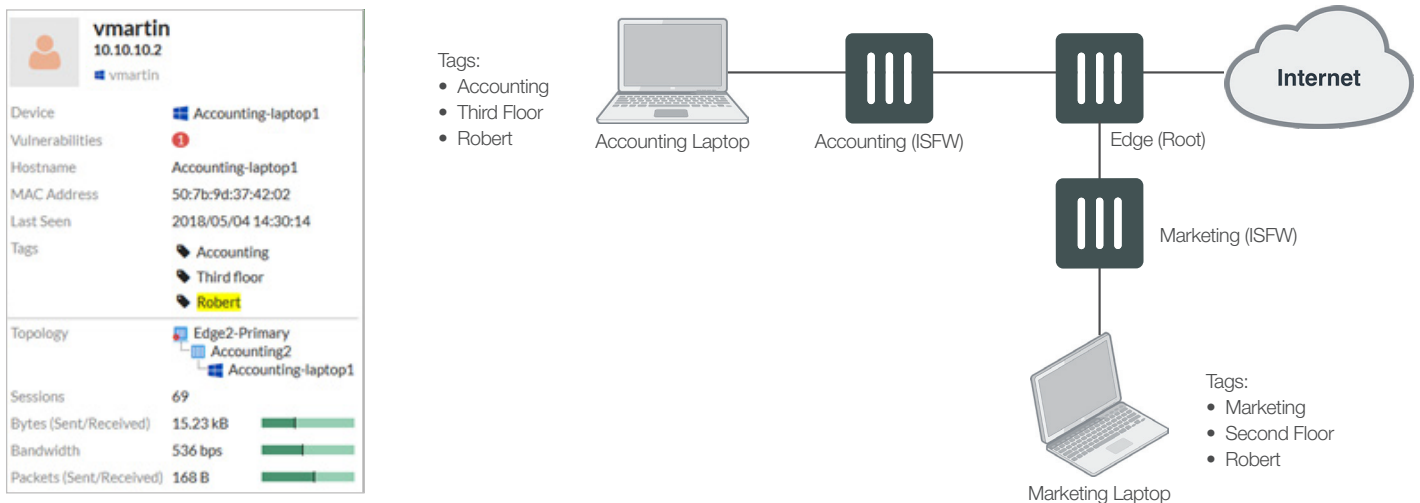 vmartin
10.10.10.2
vmartin
Device Accounting-laptop1
Vulnerabilities 1
Hostname Accounting-laptop1
MAC Address 50:7b:9d:37:42:02
Last Seen 2018/05/04 14:30:14
Tags Accounting
Third floor
Robert
Topology Edge2-Primary
Accounting2
Accounting-laptop1
Sessions 69
Bytes (Sent/Received) 15.23 kB
Bandwidth 536 bps
Packets (Sent/Received) 168 B
Tags:
• Accounting
• Third Floor
• Robert
Accounting Laptop
Accounting (ISFW)
Edge (Root)
Internet
Marketing (ISFW)
Tags:
• Marketing
• Second Floor
• Robert
Marketing Laptop